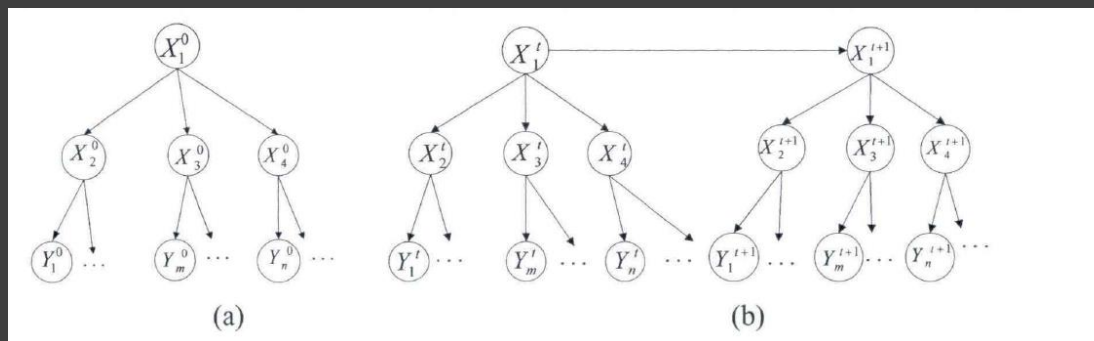 X_1^0 X_1^t X_1^{t+1}
X_2^0 X_3^0 X_4^0 X_2^t X_3^t X_4^t X_2^{t+1} X_3^{t+1} X_4^{t+1}
Y_1^0 ... Y_m^0 ... Y_n^0 ... Y_1^t ... Y_m^t ... Y_n^t ... Y_1^{t+1} ... Y_m^{t+1} ... Y_n^{t+1} ...
(a) (b)